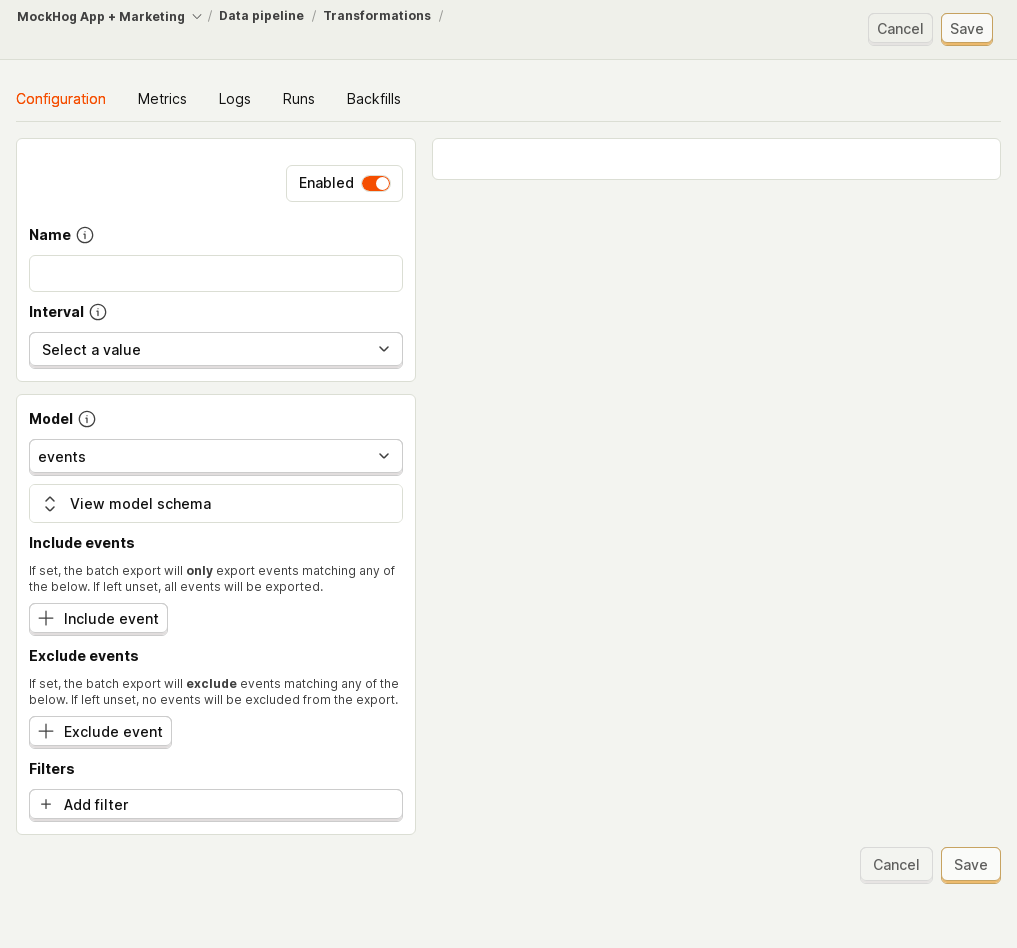 MockHog App + Marketing / Data pipeline / Transformations /
Cancel Save
Configuration Metrics Logs Runs Backfills
Enabled
Name
Interval
Select a value
Model
events
View model schema
Include events
If set, the batch export will only export events matching any of
the below. If left unset, all events will be exported.
Include event
Exclude events
If set, the batch export will exclude events matching any of the
below. If left unset, no events will be excluded from the export.
Exclude event
Filters
Add filter
Cancel Save